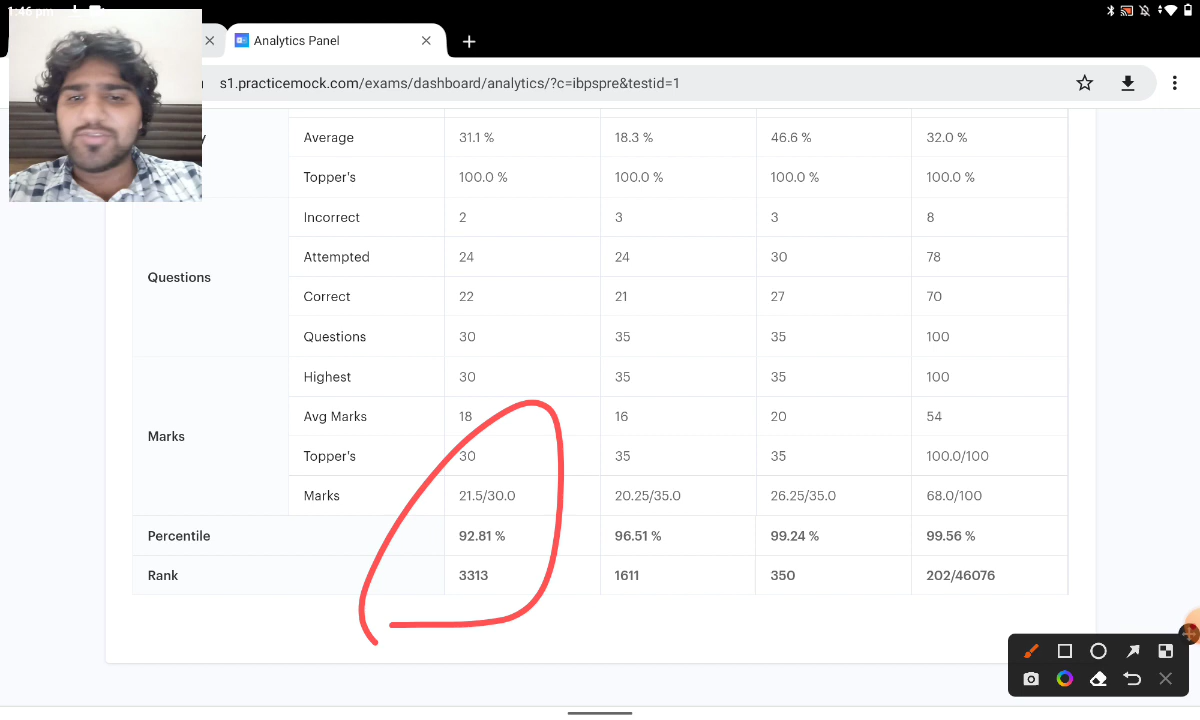 1:46 pm
Analytics Panel
s1.practicemock.com/exams/dashboard/analytics/?c=ibpspre&testid=1
Average 31.1 % 18.3 % 46.6 % 32.0 %
Topper's 100.0 % 100.0 % 100.0 % 100.0 %
Incorrect 2 3 3 8
Attempted 24 24 30 78
Questions
Correct 22 21 27 70
Questions 30 35 35 100
Highest 30 35 35 100
Avg Marks 18 16 20 54
Marks
Topper's 30 35 35 100.0/100
Marks 21.5/30.0 20.25/35.0 26.25/35.0 68.0/100
Percentile 92.81 % 96.51 % 99.24 % 99.56 %
Rank 3313 1611 350 202/46076